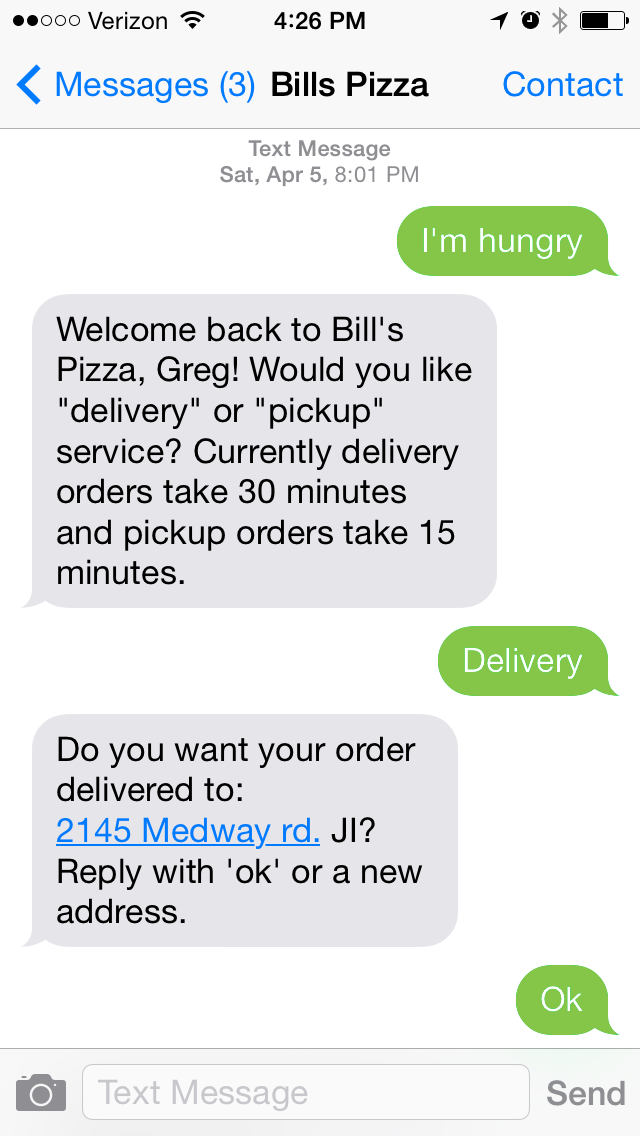 Verizon 4:26 PM
Messages (3) Bills Pizza Contact
Text Message
Sat, Apr 5, 8:01 PM
I'm hungry
Welcome back to Bill's
Pizza, Greg! Would you like
"delivery" or "pickup"
service? Currently delivery
orders take 30 minutes
and pickup orders take 15
minutes.
Delivery
Do you want your order
delivered to:
2145 Medway rd. JI?
Reply with 'ok' or a new
address.
Ok
Text Message Send